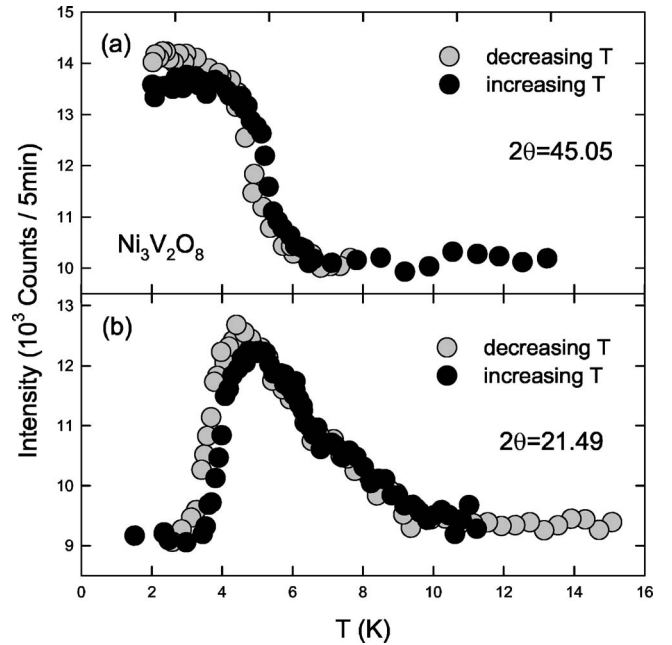 (a)
decreasing T
increasing T
2θ=45.05
Ni₃V₂O₈
15
14
13
12
11
10
Intensity (10³ Counts / 5min)
(b)
decreasing T
increasing T
2θ=21.49
13
12
11
10
9
0 2 4 6 8 10 12 14 16
T (K)